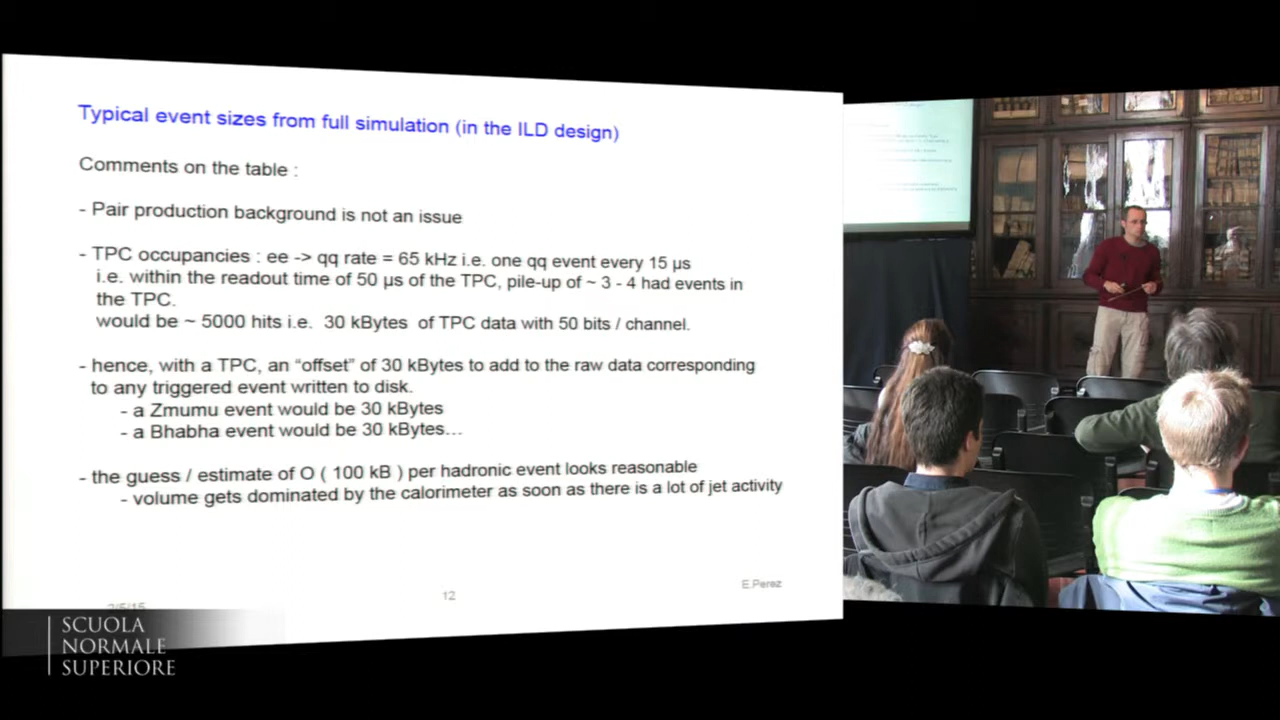 Typical event sizes from full simulation (in the ILD design)
Comments on the table :
- Pair production background is not an issue
- TPC occupancies : ee -> qq rate = 65 kHz i.e. one qq event every 15 µs
i.e. within the readout time of 50 µs of the TPC, pile-up of ~ 3 - 4 had events in
the TPC.
would be ~ 5000 hits i.e. 30 kBytes of TPC data with 50 bits / channel.
- hence, with a TPC, an “offset” of 30 kBytes to add to the raw data corresponding
to any triggered event written to disk.
- a Zmumu event would be 30 kBytes
- a Bhabha event would be 30 kBytes...
- the guess / estimate of O ( 100 kB ) per hadronic event looks reasonable
- volume gets dominated by the calorimeter as soon as there is a lot of jet activity
12
E.Perez
SCUOLA
NORMALE
SUPERIORE